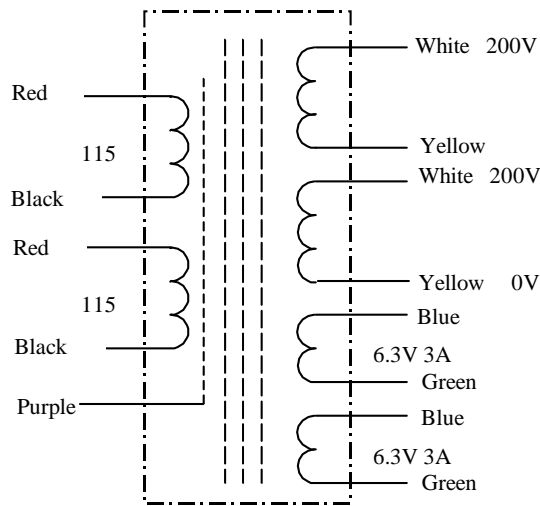 Red
115
Black
Red
115
Black
Purple
White 200V
Yellow
White 200V
Yellow 0V
Blue
6.3V 3A
Green
Blue
6.3V 3A
Green